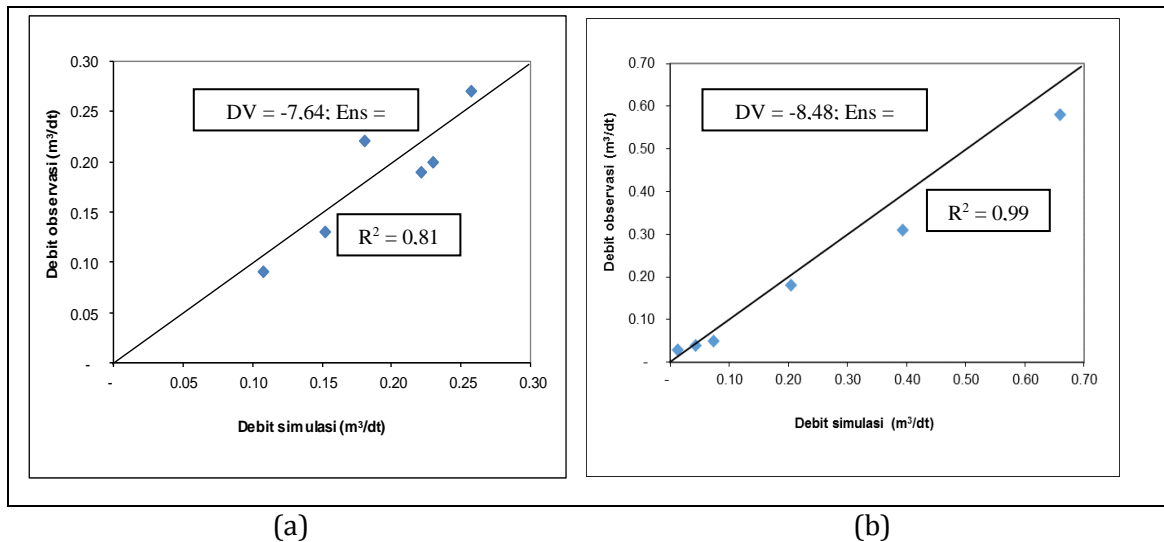 0.30
0.25
0.20
0.15
0.10
0.05
-
Debit observasi (m³/dt)
DV = -7,64; Ens =
R² = 0,81
- 0.05 0.10 0.15 0.20 0.25 0.30
Debit simulasi (m³/dt)
(a)
0.70
0.60
0.50
0.40
0.30
0.20
0.10
-
Debit observasi (m³/dt)
DV = -8,48; Ens =
R² = 0,99
- 0.10 0.20 0.30 0.40 0.50 0.60 0.70
Debit simulasi (m³/dt)
(b)